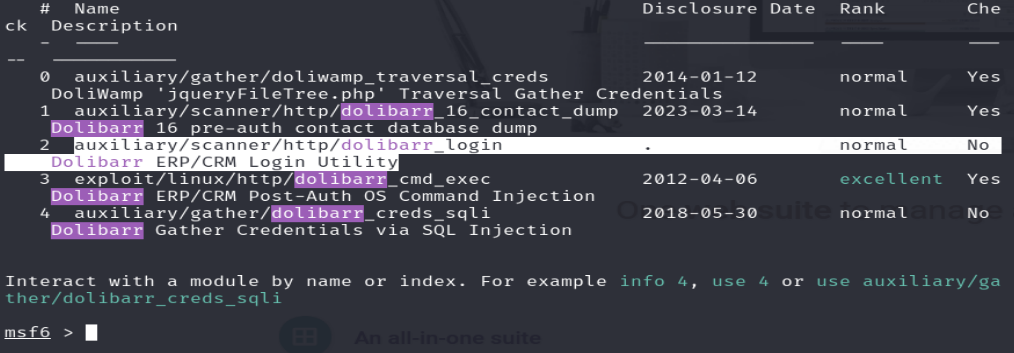 #  Name                                       Disclosure Date  Rank       Che
ck  Description
-  ----                                       ---------------  ----       ---
--  -----------
0  auxiliary/gather/doliwamp_traversal_creds  2014-01-12       normal     Yes
DoliWamp 'jqueryFileTree.php' Traversal Gather Credentials
1  auxiliary/scanner/http/dolibarr_16_contact_dump  2023-03-14       normal     Yes
Dolibarr 16 pre-auth contact database dump
2  auxiliary/scanner/http/dolibarr_login      .                normal     No
Dolibarr ERP/CRM Login Utility
3  exploit/linux/http/dolibarr_cmd_exec       2012-04-06       excellent  Yes
Dolibarr ERP/CRM Post-Auth OS Command Injection
4  auxiliary/gather/dolibarr_creds_sqli       2018-05-30       normal     No
Dolibarr Gather Credentials via SQL Injection
suite to manage
Interact with a module by name or index. For example info 4, use 4 or use auxiliary/ga
ther/dolibarr_creds_sqli
msf6 >
An all-in-one suite